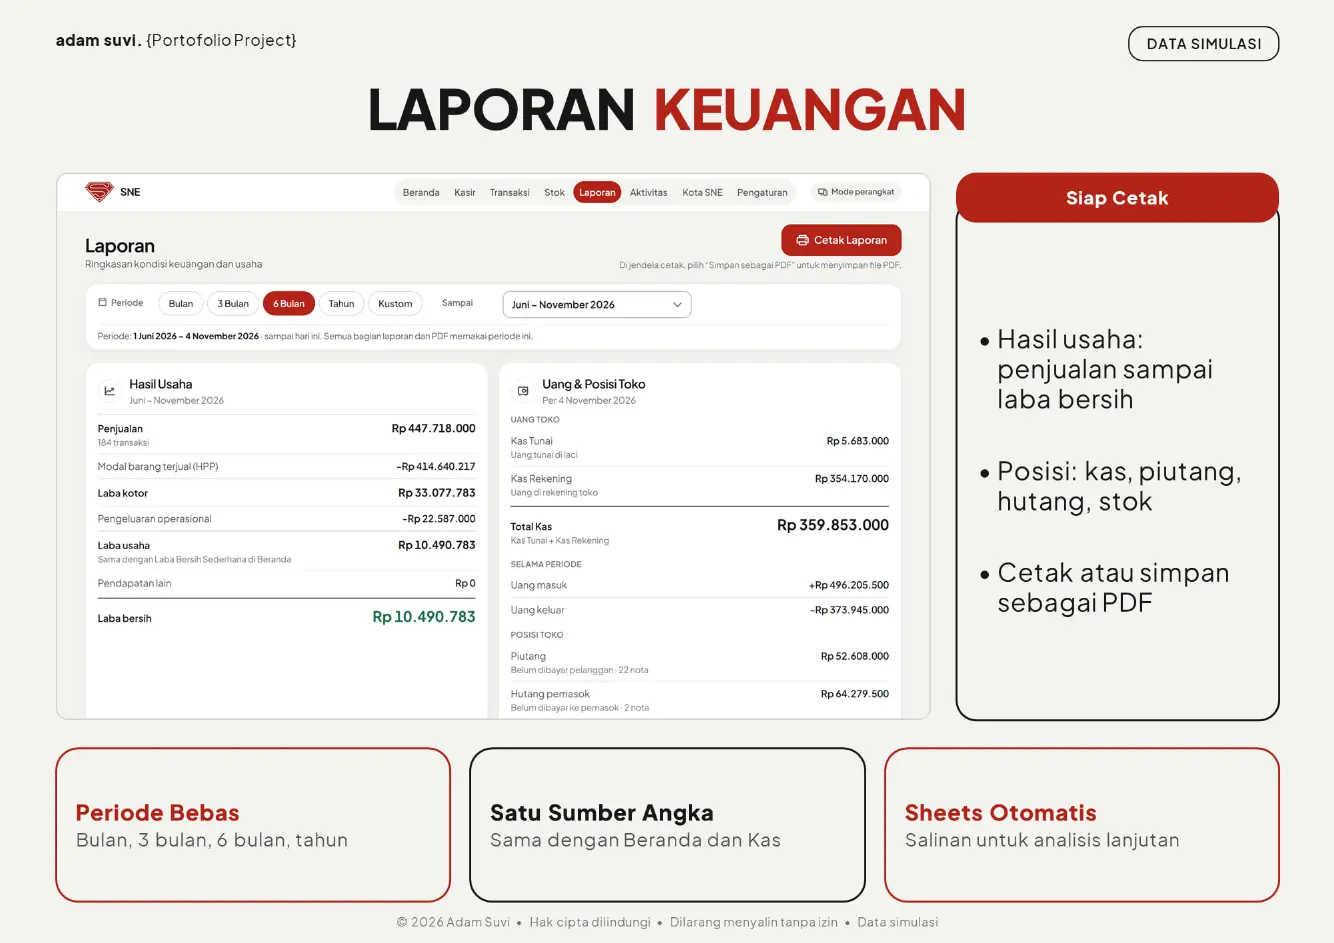 adam suvi. {Portofolio Project}
DATA SIMULASI
LAPORAN KEUANGAN
SNE
Beranda Kasir Transaksi Stok Laporan Aktivitas Kota SNE Pengaturan
Mode perangkat
Laporan
Ringkasan kondisi keuangan dan usaha
Cetak Laporan
Di jendela cetak, pilih "Simpan sebagai PDF" untuk menyimpan file PDF.
Periode Bulan 3 Bulan 6 Bulan Tahun Kustom Sampai Juni – November 2026
Periode: 1 Juni 2026 – 4 November 2026 · sampai hari ini. Semua bagian laporan dan PDF memakai periode ini.
Hasil Usaha
Juni – November 2026
Penjualan Rp 447.718.000
184 transaksi
Modal barang terjual (HPP) -Rp 414.640.217
Laba kotor Rp 33.077.783
Pengeluaran operasional -Rp 22.587.000
Laba usaha Rp 10.490.783
Sama dengan Laba Bersih Sederhana di Beranda
Pendapatan lain Rp 0
Laba bersih Rp 10.490.783
Uang & Posisi Toko
Per 4 November 2026
UANG TOKO
Kas Tunai Rp 5.683.000
Uang tunai di laci
Kas Rekening Rp 354.170.000
Uang di rekening toko
Total Kas Rp 359.853.000
Kas Tunai + Kas Rekening
SELAMA PERIODE
Uang masuk +Rp 496.205.500
Uang keluar -Rp 373.945.000
POSISI TOKO
Piutang Rp 52.608.000
Belum dibayar pelanggan · 22 nota
Hutang pemasok Rp 64.279.500
Belum dibayar ke pemasok · 2 nota
Siap Cetak
• Hasil usaha:
penjualan sampai
laba bersih
• Posisi: kas, piutang,
hutang, stok
• Cetak atau simpan
sebagai PDF
Periode Bebas
Bulan, 3 bulan, 6 bulan, tahun
Satu Sumber Angka
Sama dengan Beranda dan Kas
Sheets Otomatis
Salinan untuk analisis lanjutan
© 2026 Adam Suvi • Hak cipta dilindungi • Dilarang menyalin tanpa izin • Data simulasi